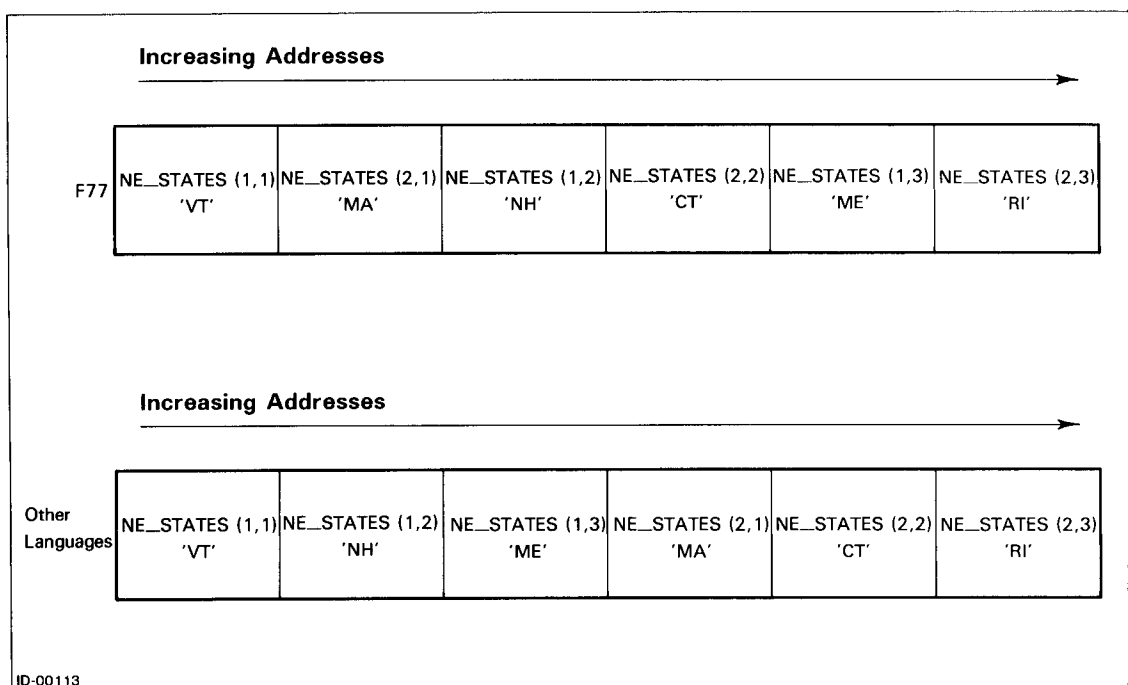 Increasing Addresses
F77
NE_STATES (1,1) NE_STATES (2,1) NE_STATES (1,2) NE_STATES (2,2) NE_STATES (1,3) NE_STATES (2,3)
'VT' 'MA' 'NH' 'CT' 'ME' 'RI'
Increasing Addresses
Other
Languages
NE_STATES (1,1) NE_STATES (1,2) NE_STATES (1,3) NE_STATES (2,1) NE_STATES (2,2) NE_STATES (2,3)
'VT' 'NH' 'ME' 'MA' 'CT' 'RI'
ID-00113